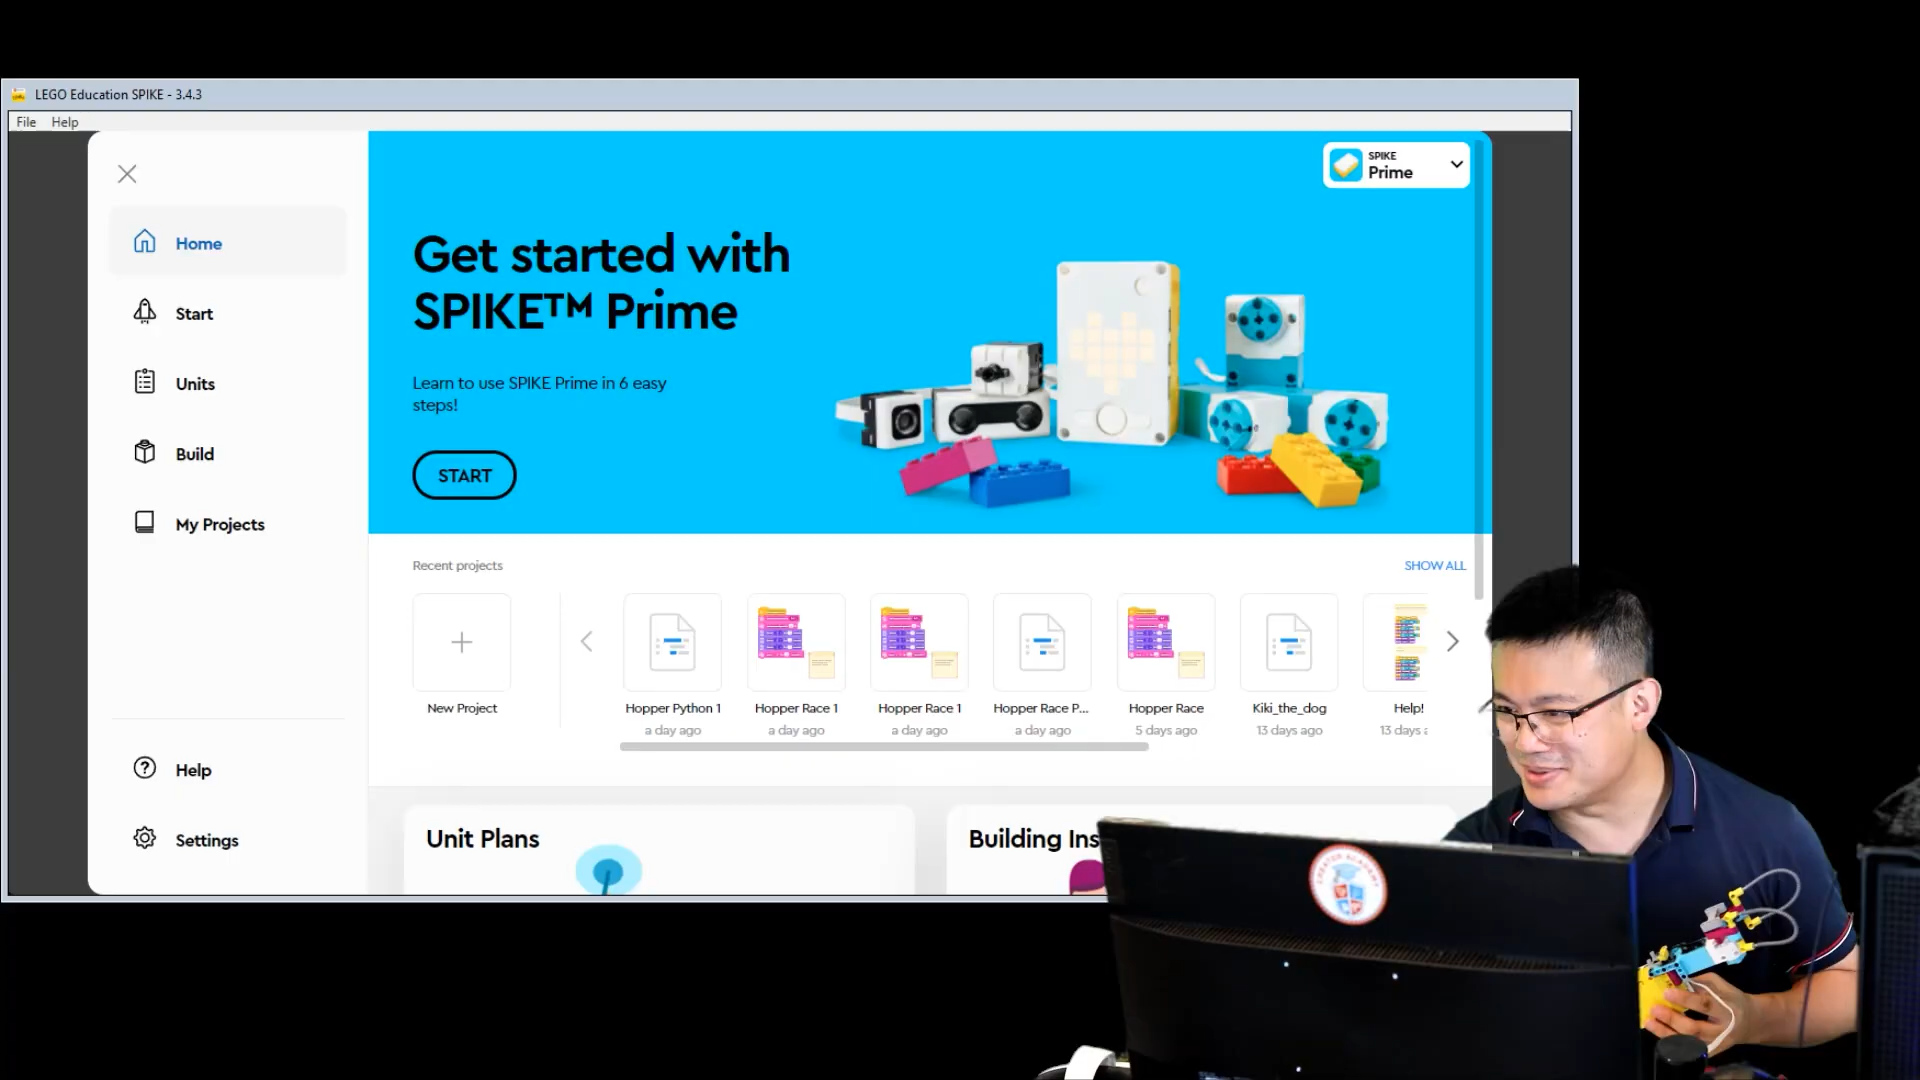 LEGO Education SPIKE - 3.4.3
File Help
SPIKE
Prime
Home
Start
Units
Build
My Projects
Help
Settings
Get started with
SPIKE™ Prime
Learn to use SPIKE Prime in 6 easy
steps!
START
Recent projects
SHOW ALL
New Project
Hopper Python 1
Hopper Race 1
Hopper Race 1
Hopper Race P...
Hopper Race
Kiki_the_dog
Help!
a day ago
a day ago
a day ago
a day ago
5 days ago
13 days ago
13 days a
Unit Plans
Building Ins